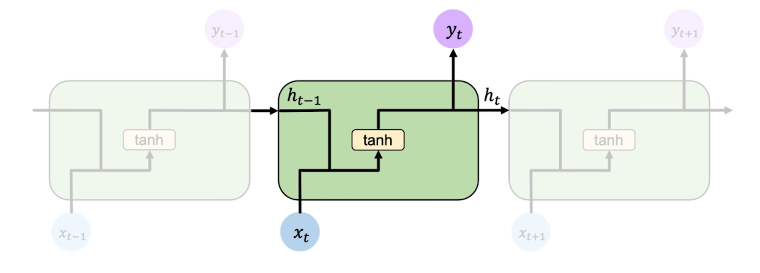 y_{t-1} y_t y_{t+1}
h_{t-1} h_t
tanh tanh tanh
x_{t-1} x_t x_{t+1}